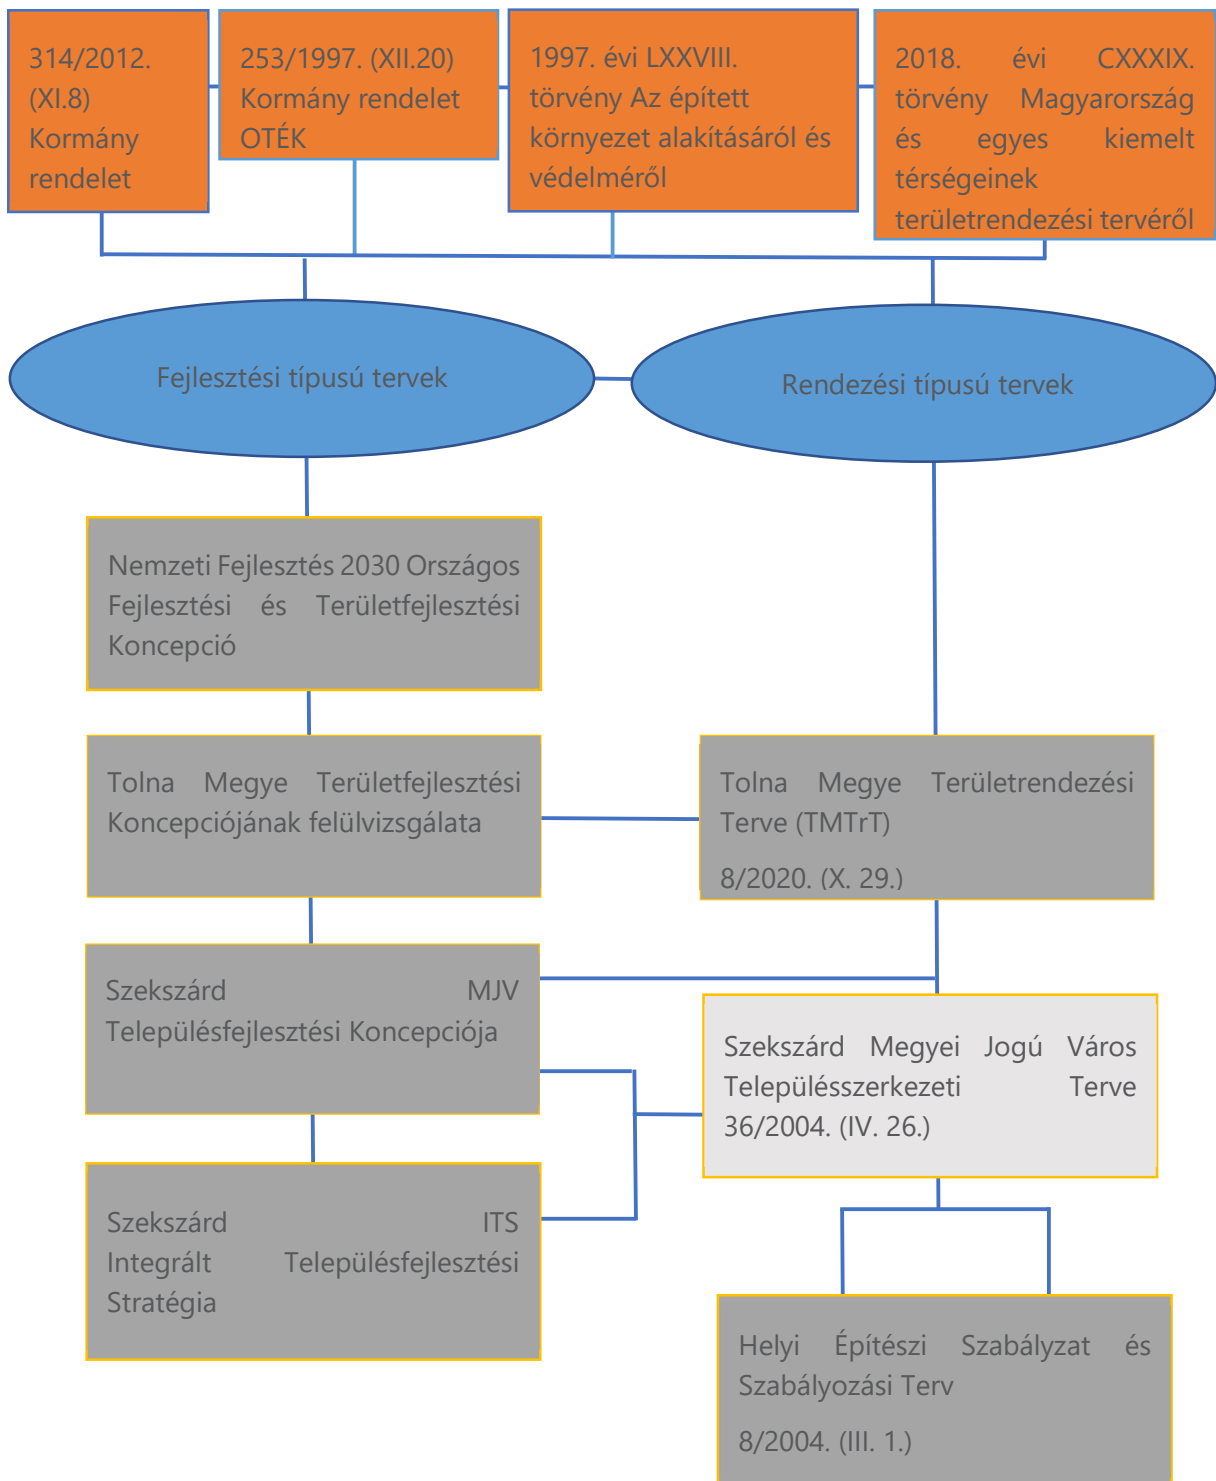 314/2012.
(XI.8)
Kormány
rendelet
253/1997. (XII.20)
Kormány rendelet
OTÉK
1997. évi LXXVIII.
törvény Az épített
környezet alakításáról és
védelméről
2018. évi CXXXIX.
törvény Magyarország
és egyes kiemelt
térségeinek
területrendezési tervéről
Fejlesztési típusú tervek
Rendezési típusú tervek
Nemzeti Fejlesztés 2030 Országos
Fejlesztési és Területfejlesztési
Koncepció
Tolna Megye Területfejlesztési
Koncepciójának felülvizsgálata
Tolna Megye Területrendezési
Terve (TMTrT)
8/2020. (X. 29.)
Szekszárd MJV
Településfejlesztési Koncepciója
Szekszárd Megyei Jogú Város
Településszerkezeti Terve
36/2004. (IV. 26.)
Szekszárd ITS
Integrált Településfejlesztési
Stratégia
Helyi Építészi Szabályzat és
Szabályozási Terv
8/2004. (III. 1.)